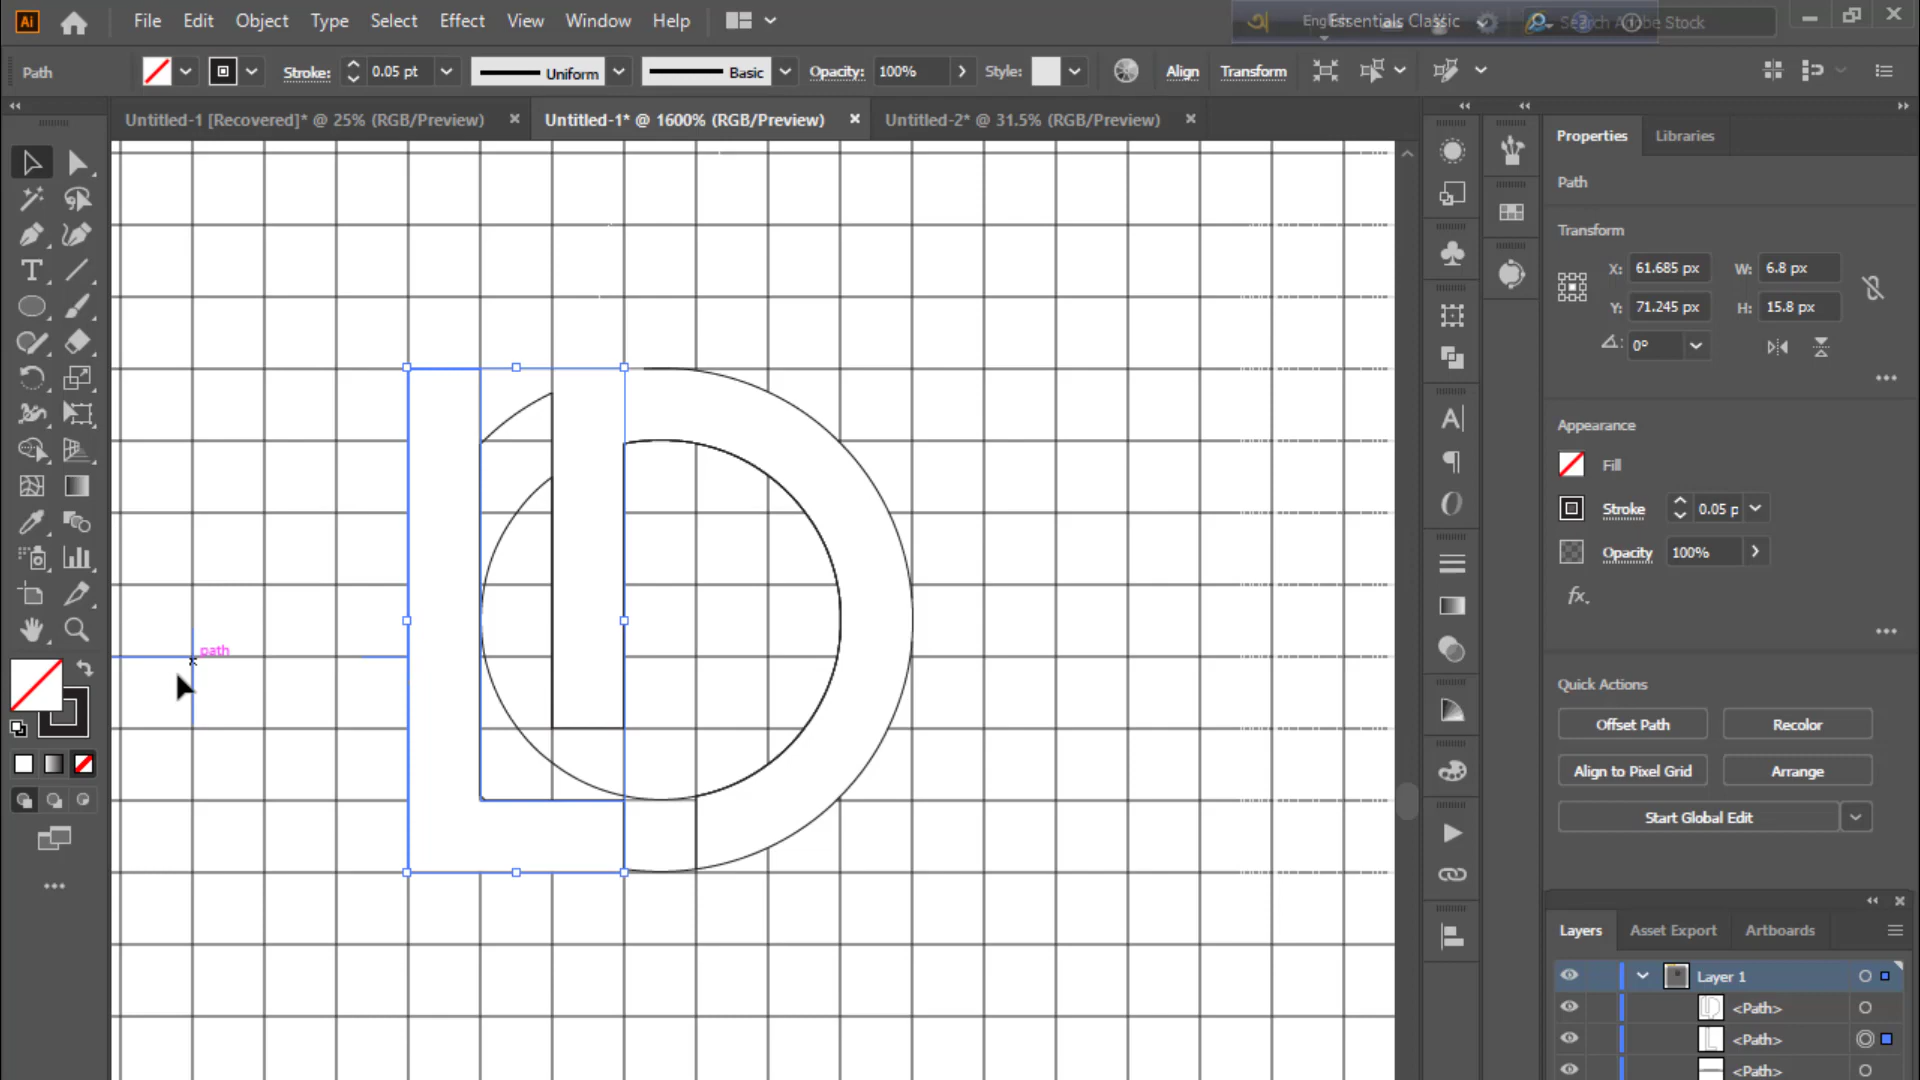 Ai File Edit Object Type Select Effect View Window Help Essentials Classic Search Adobe Stock
English
Path Stroke: 0.05 pt Uniform Basic Opacity: 100% Style: Align Transform
Untitled-1 [Recovered]* @ 25% (RGB/Preview) Untitled-1* @ 1600% (RGB/Preview) Untitled-2* @ 31.5% (RGB/Preview)
Properties Libraries
Path
Transform
X: 61.685 px W: 6.8 px
Y: 71.245 px H: 15.8 px
0°
Appearance
Fill
Stroke 0.05 p
Opacity 100%
fx.
path
Quick Actions
Offset Path Recolor
Align to Pixel Grid Arrange
Start Global Edit
Layers Asset Export Artboards
Layer 1
<Path>
<Path>
<Path>